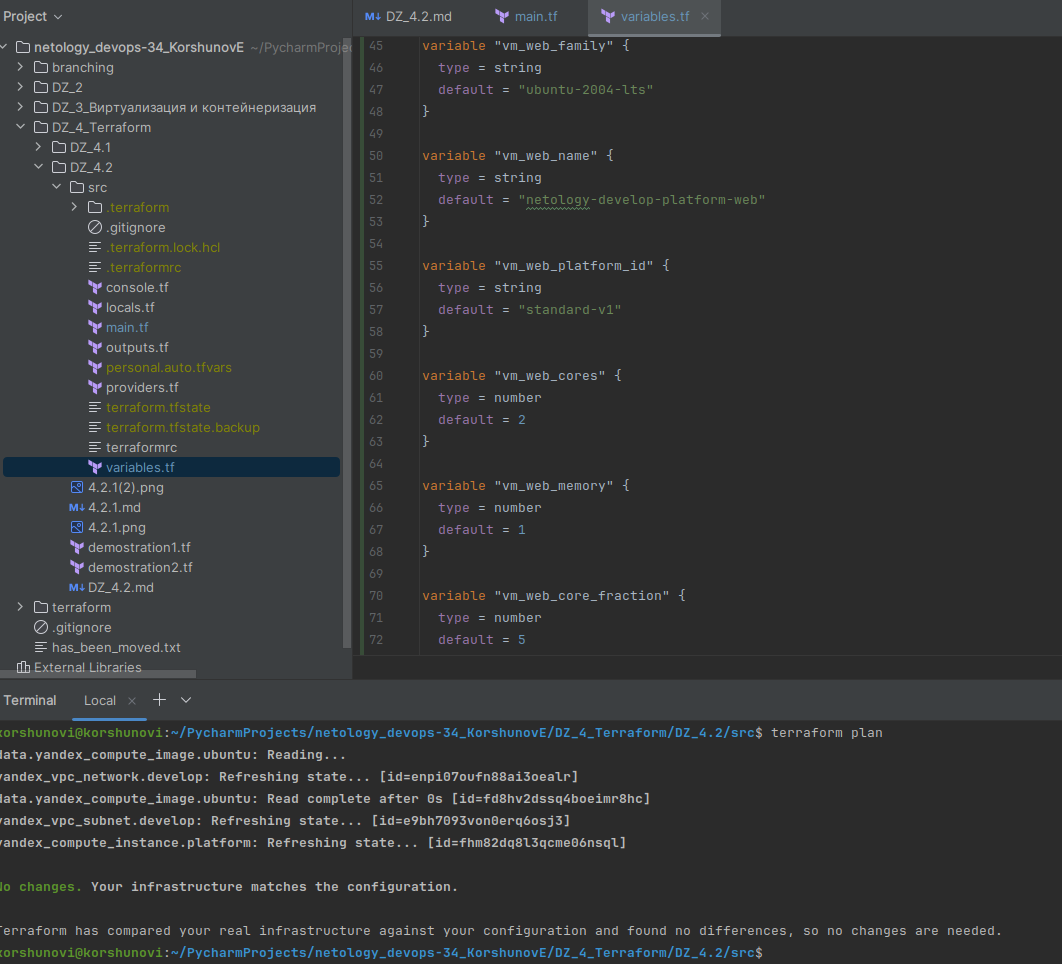 Project
netology_devops-34_KorshunovE ~/PycharmProje
branching
DZ_2
DZ_3_Виртуализация и контейнеризация
DZ_4_Terraform
DZ_4.1
DZ_4.2
src
.terraform
.gitignore
.terraform.lock.hcl
.terraformrc
console.tf
locals.tf
main.tf
outputs.tf
personal.auto.tfvars
providers.tf
terraform.tfstate
terraform.tfstate.backup
terraformrc
variables.tf
4.2.1(2).png
M↓ 4.2.1.md
4.2.1.png
demostration1.tf
demostration2.tf
M↓ DZ_4.2.md
terraform
.gitignore
has_been_moved.txt
External Libraries
M↓ DZ_4.2.md main.tf variables.tf ×
45 variable "vm_web_family" {
46 type = string
47 default = "ubuntu-2004-lts"
48 }
49
50 variable "vm_web_name" {
51 type = string
52 default = "netology-develop-platform-web"
53 }
54
55 variable "vm_web_platform_id" {
56 type = string
57 default = "standard-v1"
58 }
59
60 variable "vm_web_cores" {
61 type = number
62 default = 2
63 }
64
65 variable "vm_web_memory" {
66 type = number
67 default = 1
68 }
69
70 variable "vm_web_core_fraction" {
71 type = number
72 default = 5
Terminal Local × +
korshunovi@korshunovi:~/PycharmProjects/netology_devops-34_KorshunovE/DZ_4_Terraform/DZ_4.2/src$ terraform plan
data.yandex_compute_image.ubuntu: Reading...
yandex_vpc_network.develop: Refreshing state... [id=enpi07oufn88ai3oealr]
data.yandex_compute_image.ubuntu: Read complete after 0s [id=fd8hv2dssq4boeimr8hc]
yandex_vpc_subnet.develop: Refreshing state... [id=e9bh7093von0erq6osj3]
yandex_compute_instance.platform: Refreshing state... [id=fhm82dq8l3qcme06nsql]
No changes. Your infrastructure matches the configuration.
Terraform has compared your real infrastructure against your configuration and found no differences, so no changes are needed.
korshunovi@korshunovi:~/PycharmProjects/netology_devops-34_KorshunovE/DZ_4_Terraform/DZ_4.2/src$